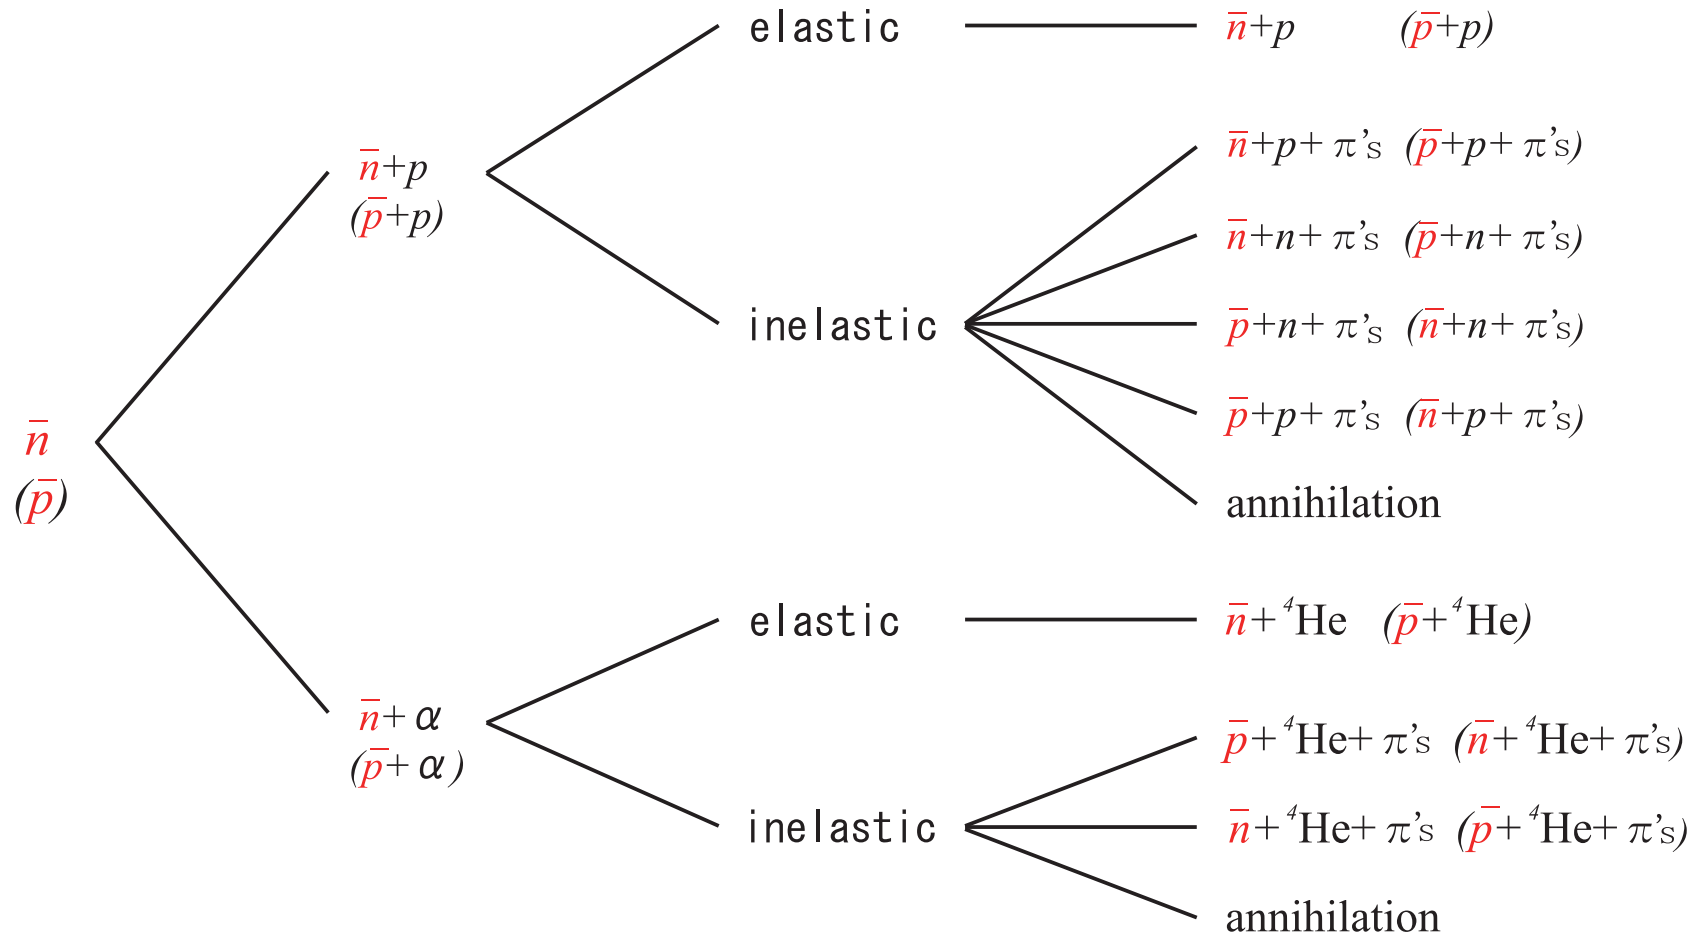 n̅
(p̅)
n̅+p
(p̅+p)
n̅+α
(p̅+α)
elastic
inelastic
elastic
inelastic
n̅+p (p̅+p)
n̅+p+π's (p̅+p+π's)
n̅+n+π's (p̅+n+π's)
p̅+n+π's (n̅+n+π's)
p̅+p+π's (n̅+p+π's)
annihilation
n̅+⁴He (p̅+⁴He)
p̅+⁴He+π's (n̅+⁴He+π's)
n̅+⁴He+π's (p̅+⁴He+π's)
annihilation